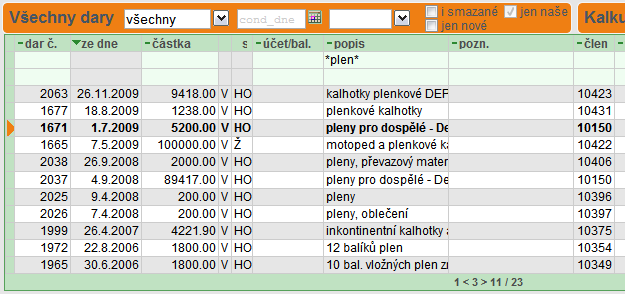 Všechny dary všechny cond_dne i smazané jen naše Kalku
jen nové
dar č. ze dne částka s účet/bal. popis pozn. člen
*plen*
2063 26.11.2009 9418.00 V HO kalhotky plenkové DEF 10423
1677 18.8.2009 1238.00 V HO plenkové kalhotky 10431
1671 1.7.2009 5200.00 V HO pleny pro dospělé - De 10150
1665 7.5.2009 100000.00 V Ž motoped a plenkové ka 10422
2038 26.9.2008 2000.00 V HO pleny, převazový mater 10406
2037 4.9.2008 89417.00 V HO pleny pro dospělé - De 10150
2025 9.4.2008 200.00 V HO pleny 10396
2026 7.4.2008 200.00 V HO pleny, oblečení 10397
1999 26.4.2007 4221.90 V HO inkontinentní kalhotky a 10375
1972 22.8.2006 1800.00 V HO 12 balíků plen 10354
1965 30.6.2006 1800.00 V HO 10 bal. vložných plen zn 10349
1 < 3 > 11 / 23